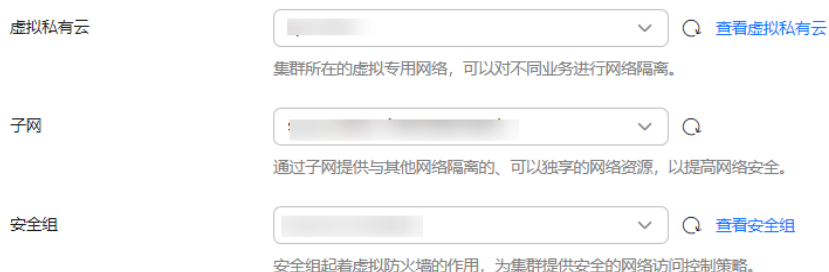 虚拟私有云
查看虚拟私有云
集群所在的虚拟专用网络，可以对不同业务进行网络隔离。
子网
通过子网提供与其他网络隔离的、可以独享的网络资源，以提高网络安全。
安全组
查看安全组
安全组起着虚拟防火墙的作用，为集群提供安全的网络访问控制策略。